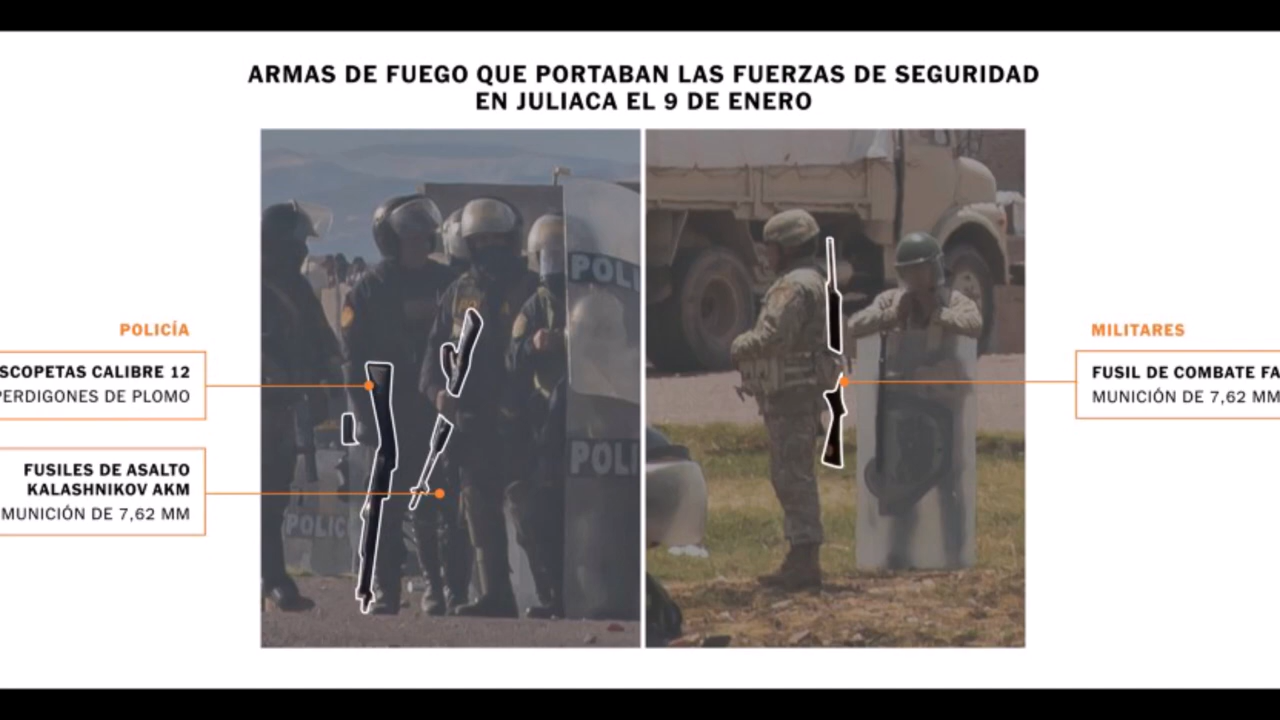 ARMAS DE FUEGO QUE PORTABAN LAS FUERZAS DE SEGURIDAD
EN JULIACA EL 9 DE ENERO
POLICÍA
SCOPETAS CALIBRE 12
PERDIGONES DE PLOMO
FUSILES DE ASALTO
KALASHNIKOV AKM
MUNICIÓN DE 7,62 MM
POLI
POLI
POLIC
MILITARES
FUSIL DE COMBATE FA
MUNICIÓN DE 7,62 MM